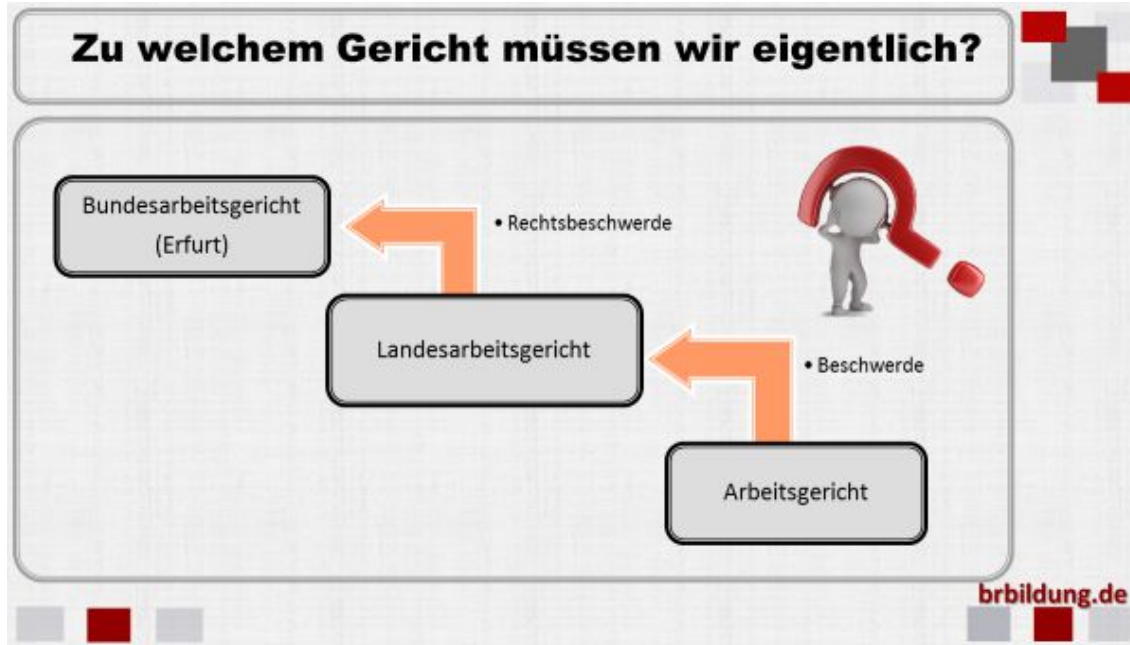 Zu welchem Gericht müssen wir eigentlich?
Bundesarbeitsgericht
(Erfurt)
• Rechtsbeschwerde
Landesarbeitsgericht
• Beschwerde
Arbeitsgericht
brbildung.de